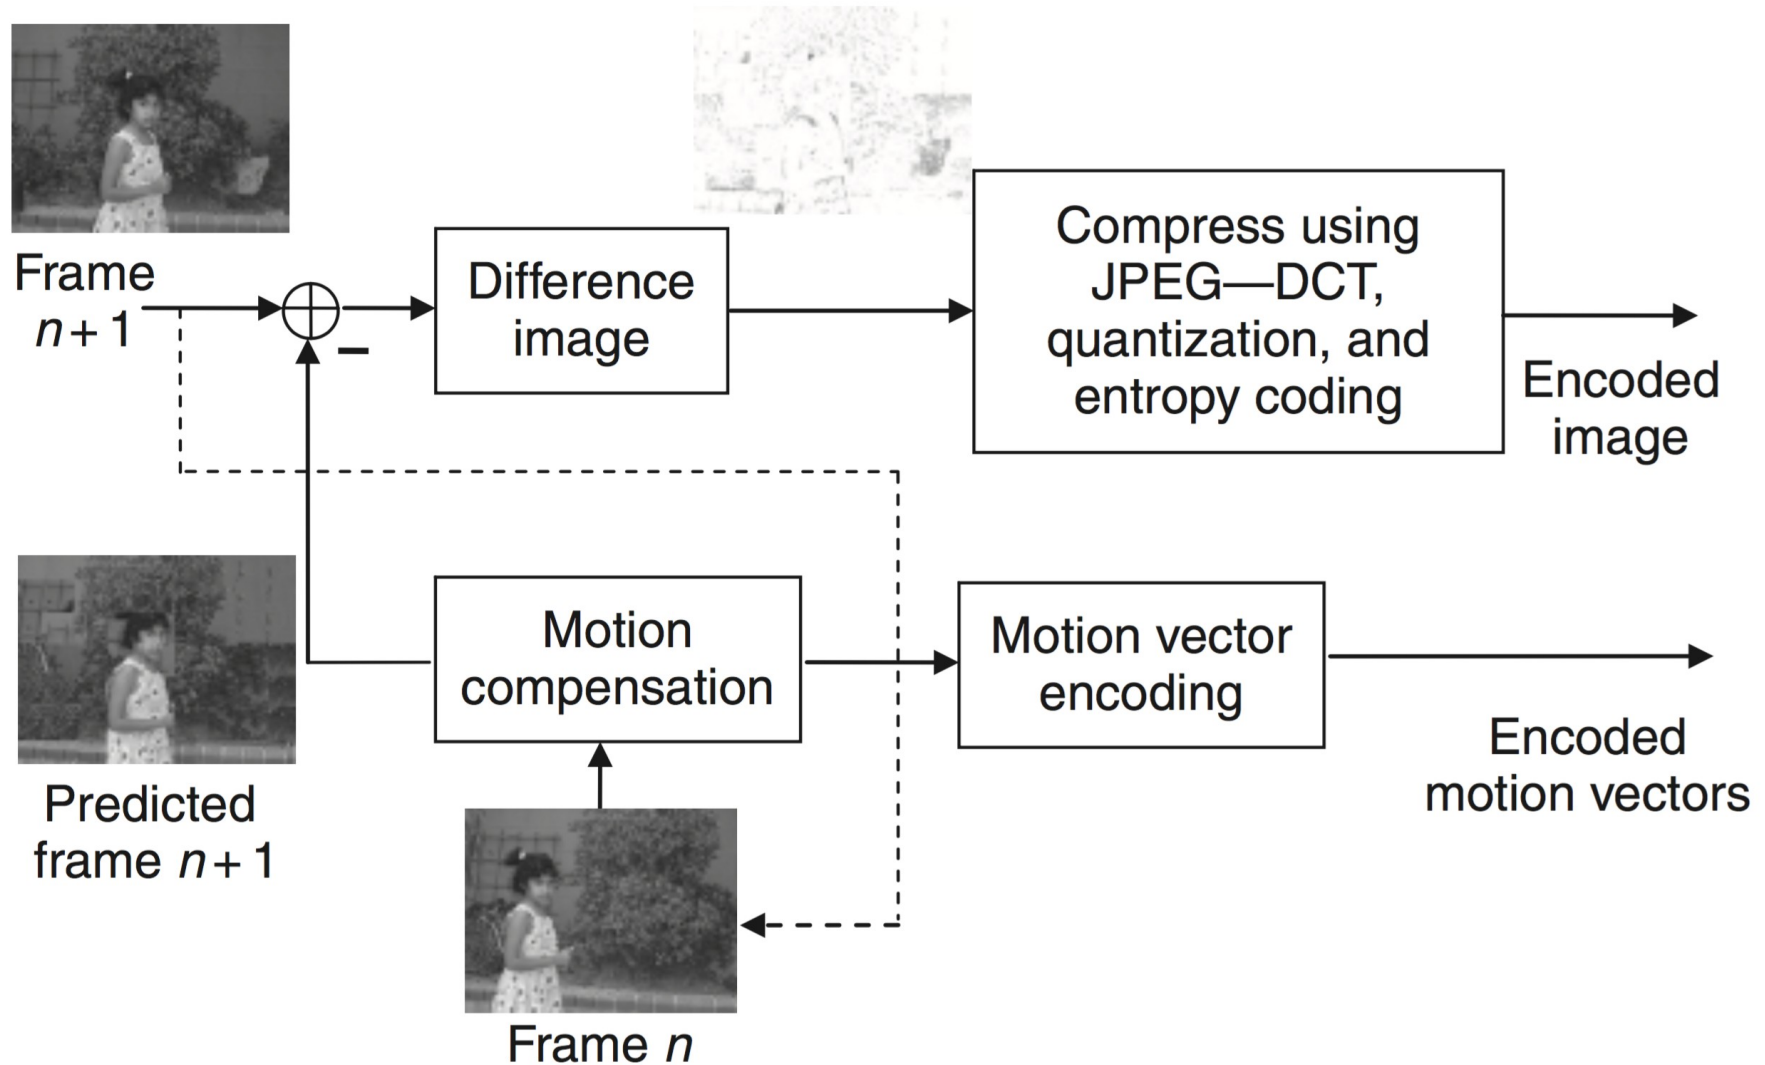 Frame
n + 1
–
Difference
image
Compress using
JPEG—DCT,
quantization, and
entropy coding
Encoded
image
Predicted
frame n + 1
Motion
compensation
Motion vector
encoding
Encoded
motion vectors
Frame n